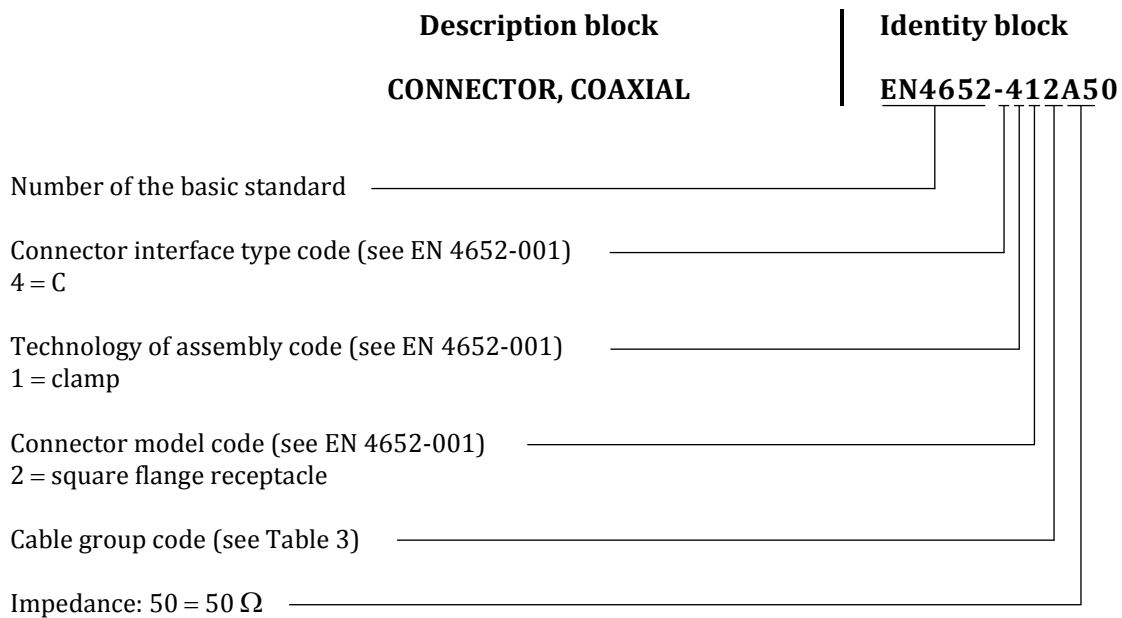 Description block Identity block
CONNECTOR, COAXIAL EN4652-412A50
Number of the basic standard
Connector interface type code (see EN 4652-001)
4 = C
Technology of assembly code (see EN 4652-001)
1 = clamp
Connector model code (see EN 4652-001)
2 = square flange receptacle
Cable group code (see Table 3)
Impedance: 50 = 50 Ω